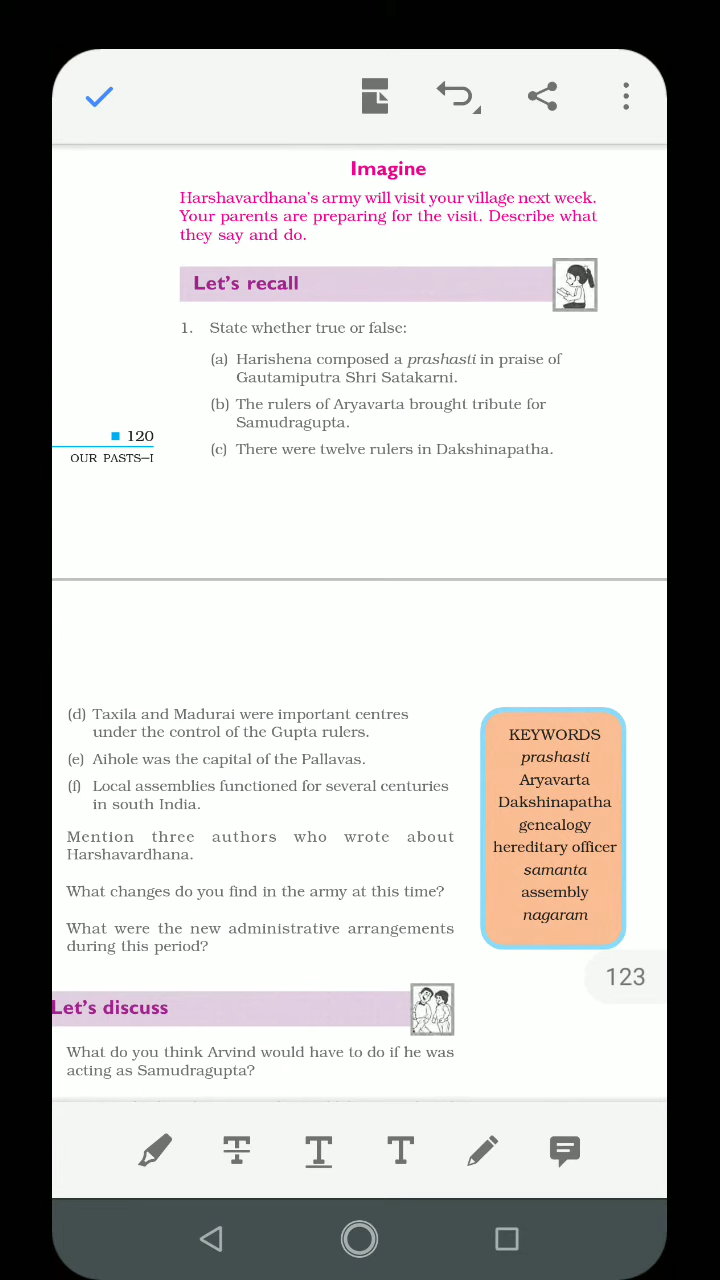 Imagine
Harshavardhana's army will visit your village next week.
Your parents are preparing for the visit. Describe what
they say and do.
Let's recall
1. State whether true or false:
(a) Harishena composed a prashasti in praise of
Gautamiputra Shri Satakarni.
(b) The rulers of Aryavarta brought tribute for
Samudragupta.
(c) There were twelve rulers in Dakshinapatha.
120
OUR PASTS–I
(d) Taxila and Madurai were important centres
under the control of the Gupta rulers.
(e) Aihole was the capital of the Pallavas.
(f) Local assemblies functioned for several centuries
in south India.
Mention three authors who wrote about
Harshavardhana.
What changes do you find in the army at this time?
What were the new administrative arrangements
during this period?
KEYWORDS
prashasti
Aryavarta
Dakshinapatha
genealogy
hereditary officer
samanta
assembly
nagaram
123
Let's discuss
What do you think Arvind would have to do if he was
acting as Samudragupta?